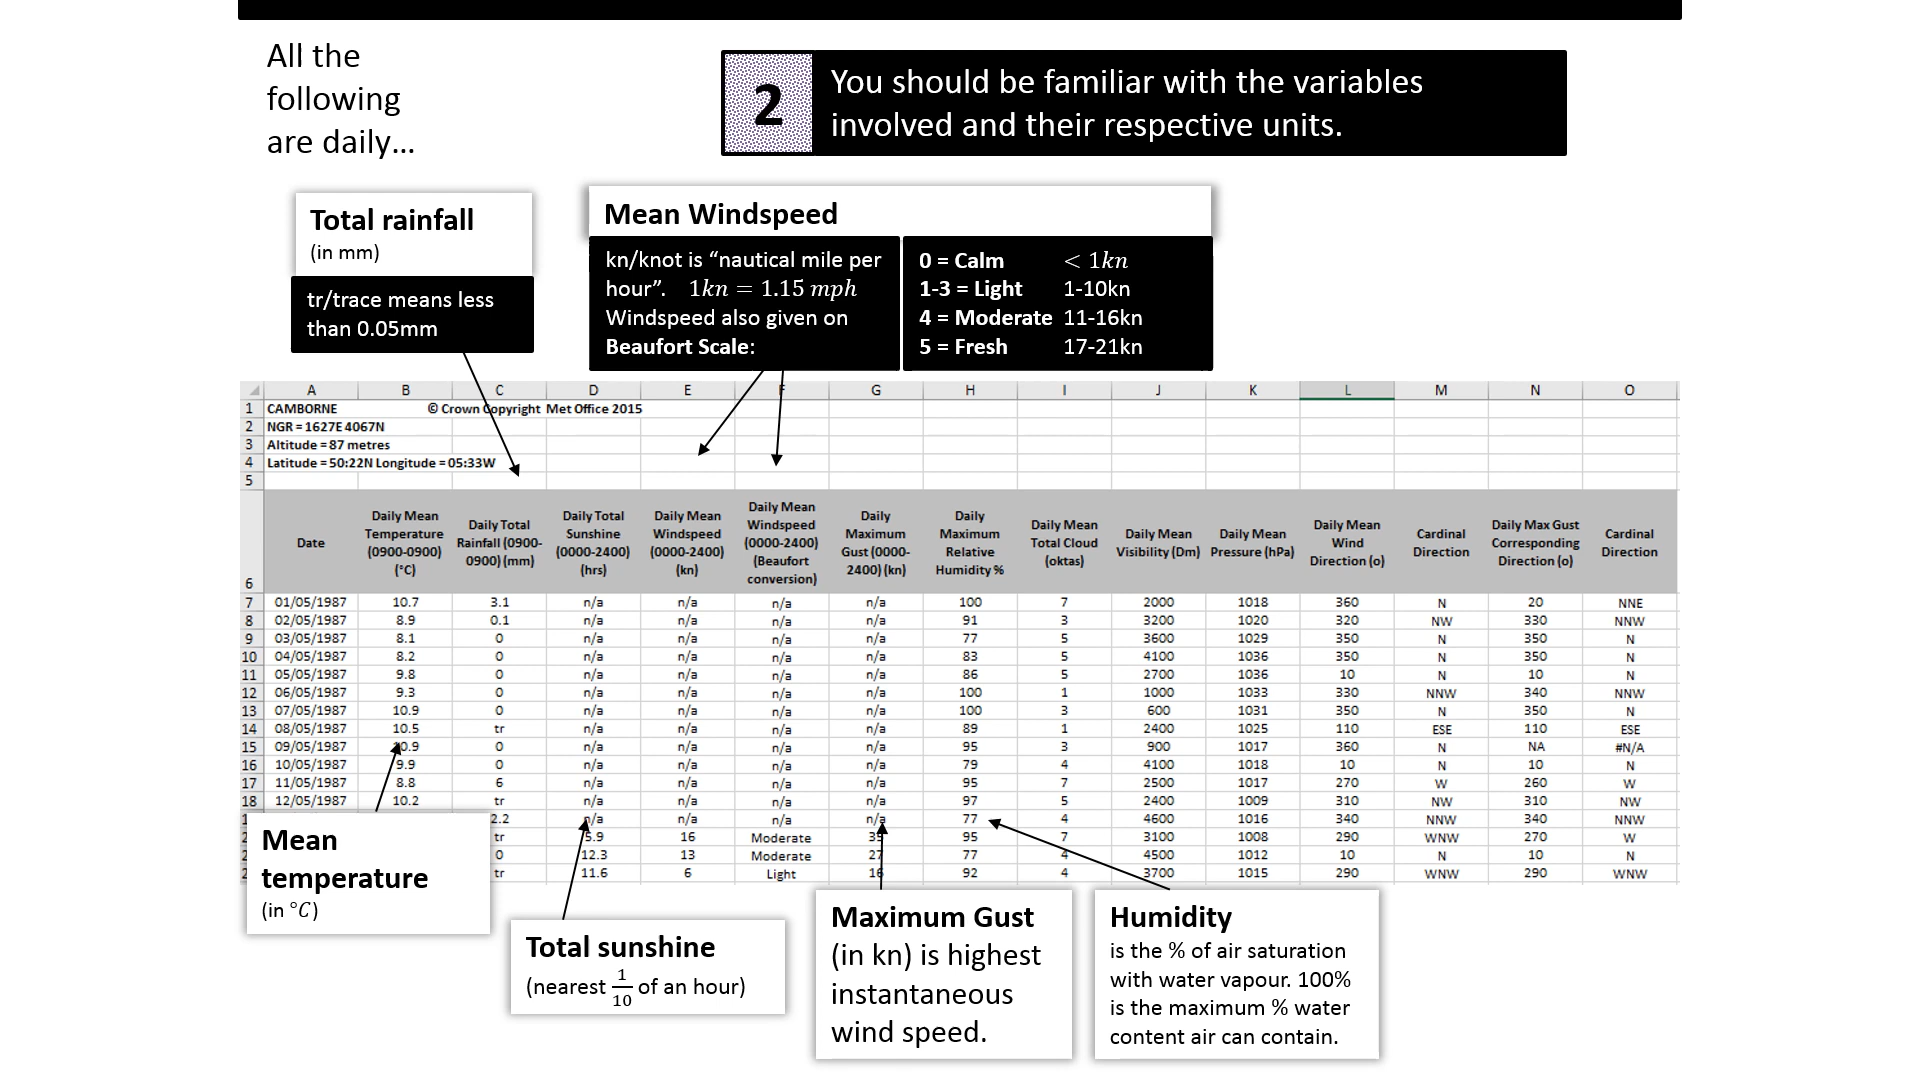 All the
following
are daily...
2
You should be familiar with the variables
involved and their respective units.
Total rainfall
(in mm)
tr/trace means less
than 0.05mm
Mean Windspeed
kn/knot is “nautical mile per
hour”. 1kn = 1.15 mph
Windspeed also given on
Beaufort Scale:
0 = Calm < 1kn
1-3 = Light 1-10kn
4 = Moderate 11-16kn
5 = Fresh 17-21kn
A B C D E F G H I J K L M N O
1 CAMBORNE © Crown Copyright Met Office 2015
2 NGR = 1627E 4067N
3 Altitude = 87 metres
4 Latitude = 50:22N Longitude = 05:33W
5
6 Date Daily Mean Temperature (0900-0900) (°C) Daily Total Rainfall (0900-0900) (mm) Daily Total Sunshine (0000-2400) (hrs) Daily Mean Windspeed (0000-2400) (kn) Daily Mean Windspeed (0000-2400) (Beaufort conversion) Daily Maximum Gust (0000-2400) (kn) Daily Maximum Relative Humidity % Daily Mean Total Cloud (oktas) Daily Mean Visibility (Dm) Daily Mean Pressure (hPa) Daily Mean Wind Direction (o) Cardinal Direction Daily Max Gust Corresponding Direction (o) Cardinal Direction
7 01/05/1987 10.7 3.1 n/a n/a n/a n/a 100 7 2000 1018 360 N 20 NNE
8 02/05/1987 8.9 0.1 n/a n/a n/a n/a 91 3 3200 1020 320 NW 330 NNW
9 03/05/1987 8.1 0 n/a n/a n/a n/a 77 5 3600 1029 350 N 350 N
10 04/05/1987 8.2 0 n/a n/a n/a n/a 83 5 4100 1036 350 N 350 N
11 05/05/1987 9.8 0 n/a n/a n/a n/a 86 5 2700 1036 10 N 10 N
12 06/05/1987 9.3 0 n/a n/a n/a n/a 100 1 1000 1033 330 NNW 340 NNW
13 07/05/1987 10.9 0 n/a n/a n/a n/a 100 3 600 1031 350 N 350 N
14 08/05/1987 10.5 tr n/a n/a n/a n/a 89 1 2400 1025 110 ESE 110 ESE
15 09/05/1987 10.9 0 n/a n/a n/a n/a 95 3 900 1017 360 N NA #N/A
16 10/05/1987 9.9 0 n/a n/a n/a n/a 79 4 4100 1018 10 N 10 N
17 11/05/1987 8.8 6 n/a n/a n/a n/a 95 7 2500 1017 270 W 260 W
18 12/05/1987 10.2 tr n/a n/a n/a n/a 97 5 2400 1009 310 NW 310 NW
2.2 n/a n/a n/a n/a 77 4 4600 1016 340 NNW 340 NNW
tr 5.9 16 Moderate 35 95 7 3100 1008 290 WNW 270 W
0 12.3 13 Moderate 27 77 4 4500 1012 10 N 10 N
tr 11.6 6 Light 16 92 4 3700 1015 290 WNW 290 WNW
Mean
temperature
(in °C)
Total sunshine
(nearest 1/10 of an hour)
Maximum Gust
(in kn) is highest
instantaneous
wind speed.
Humidity
is the % of air saturation
with water vapour. 100%
is the maximum % water
content air can contain.